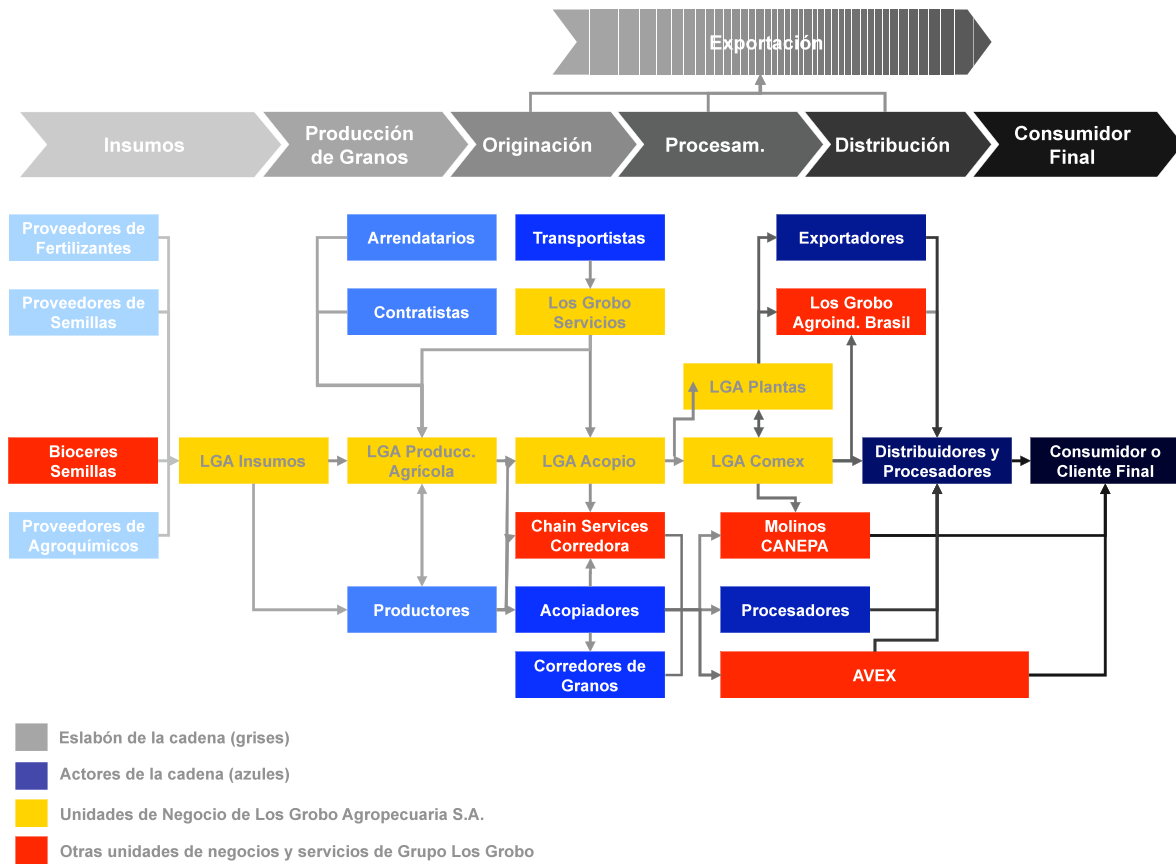 Exportación
Insumos
Producción
de Granos
Originación
Procesam.
Distribución
Consumidor
Final
Proveedores de
Fertilizantes
Arrendatarios
Transportistas
Exportadores
Proveedores de
Semillas
Contratistas
Los Grobo
Servicios
Los Grobo
Agroind. Brasil
LGA Plantas
Bioceres
Semillas
LGA Insumos
LGA Producc.
Agrícola
LGA Acopio
LGA Comex
Distribuidores y
Procesadores
Consumidor o
Cliente Final
Proveedores de
Agroquímicos
Chain Services
Corredora
Molinos
CANEPA
Productores
Acopiadores
Procesadores
Corredores de
Granos
AVEX
Eslabón de la cadena (grises)
Actores de la cadena (azules)
Unidades de Negocio de Los Grobo Agropecuaria S.A.
Otras unidades de negocios y servicios de Grupo Los Grobo